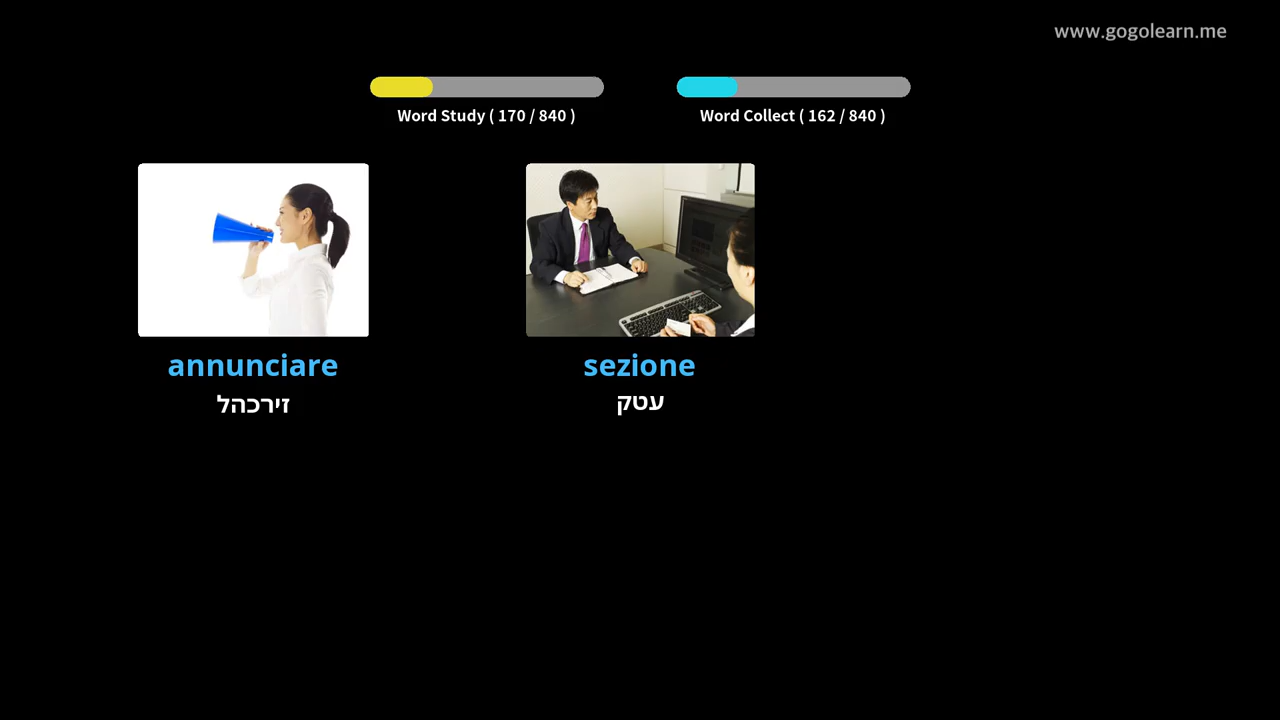 www.gogolearn.me
Word Study ( 170 / 840 )
Word Collect ( 162 / 840 )
annunciare
זירכהל
sezione
עטק